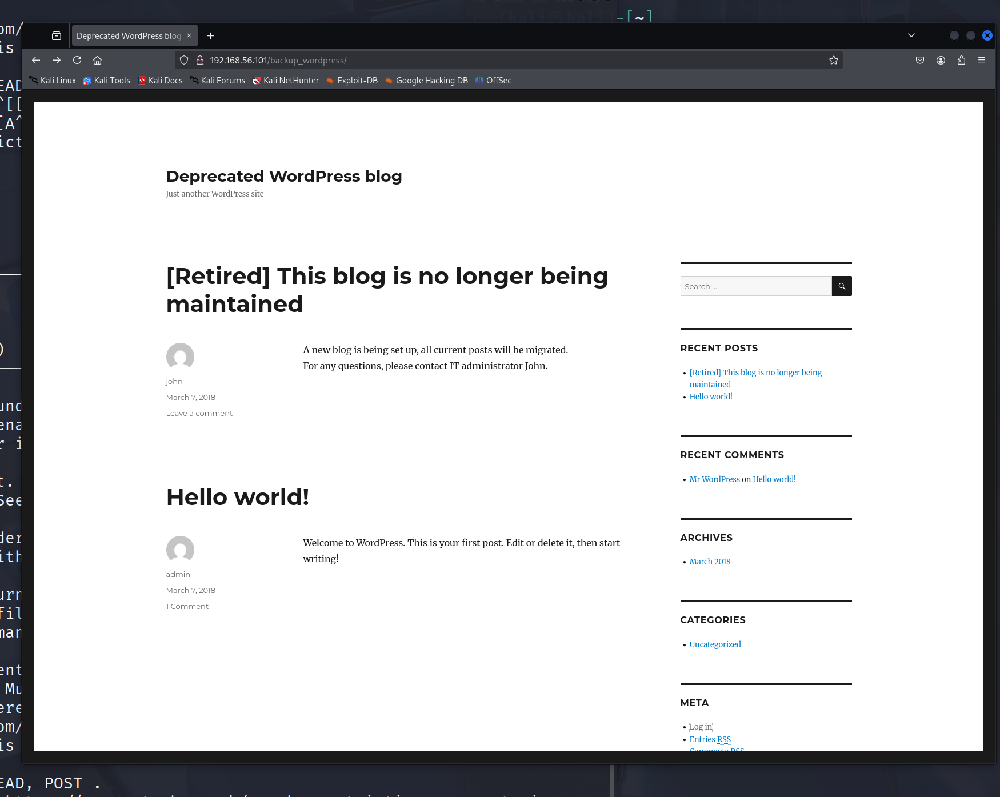 -[~]
Deprecated WordPress blog
192.168.56.101/backup_wordpress/
Kali Linux Kali Tools Kali Docs Kali Forums Kali NetHunter Exploit-DB Google Hacking DB OffSec
Deprecated WordPress blog
Just another WordPress site
[Retired] This blog is no longer being
maintained
john
March 7, 2018
Leave a comment
A new blog is being set up, all current posts will be migrated.
For any questions, please contact IT administrator John.
Hello world!
admin
March 7, 2018
1 Comment
Welcome to WordPress. This is your first post. Edit or delete it, then start
writing!
Search ...
RECENT POSTS
[Retired] This blog is no longer being
maintained
Hello world!
RECENT COMMENTS
Mr WordPress on Hello world!
ARCHIVES
March 2018
CATEGORIES
Uncategorized
META
Log in
Entries RSS
Comments RSS
EAD, POST .